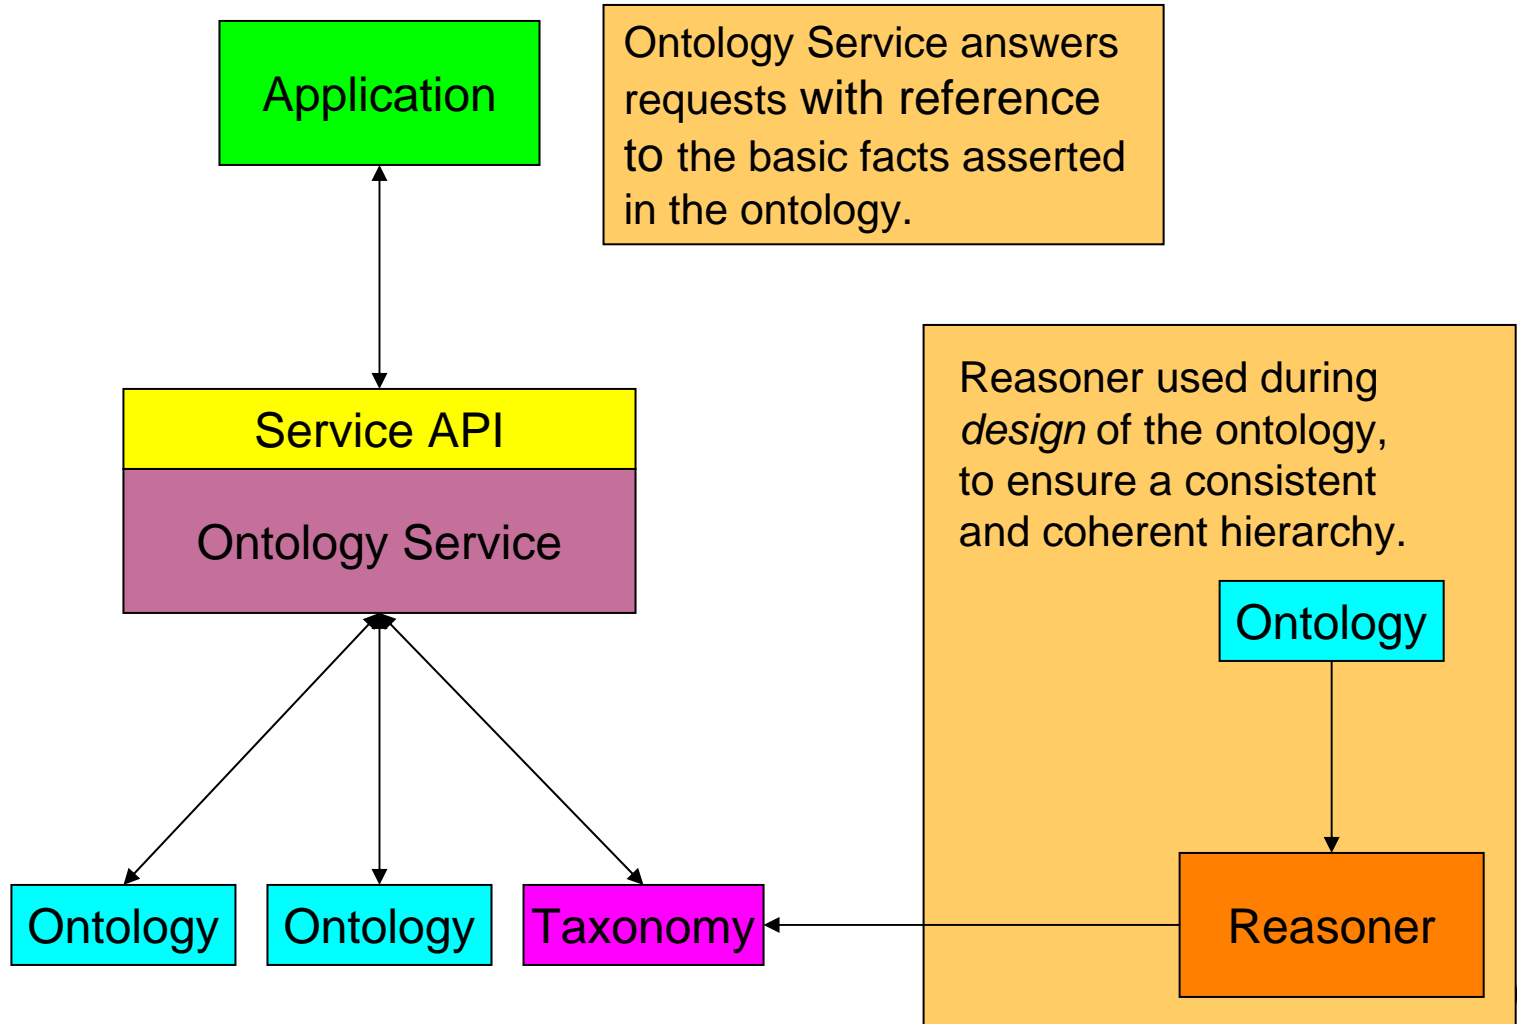 Application
Ontology Service answers
requests with reference
to the basic facts asserted
in the ontology.
Service API
Ontology Service
Reasoner used during
design of the ontology,
to ensure a consistent
and coherent hierarchy.
Ontology
Ontology
Ontology
Taxonomy
Reasoner